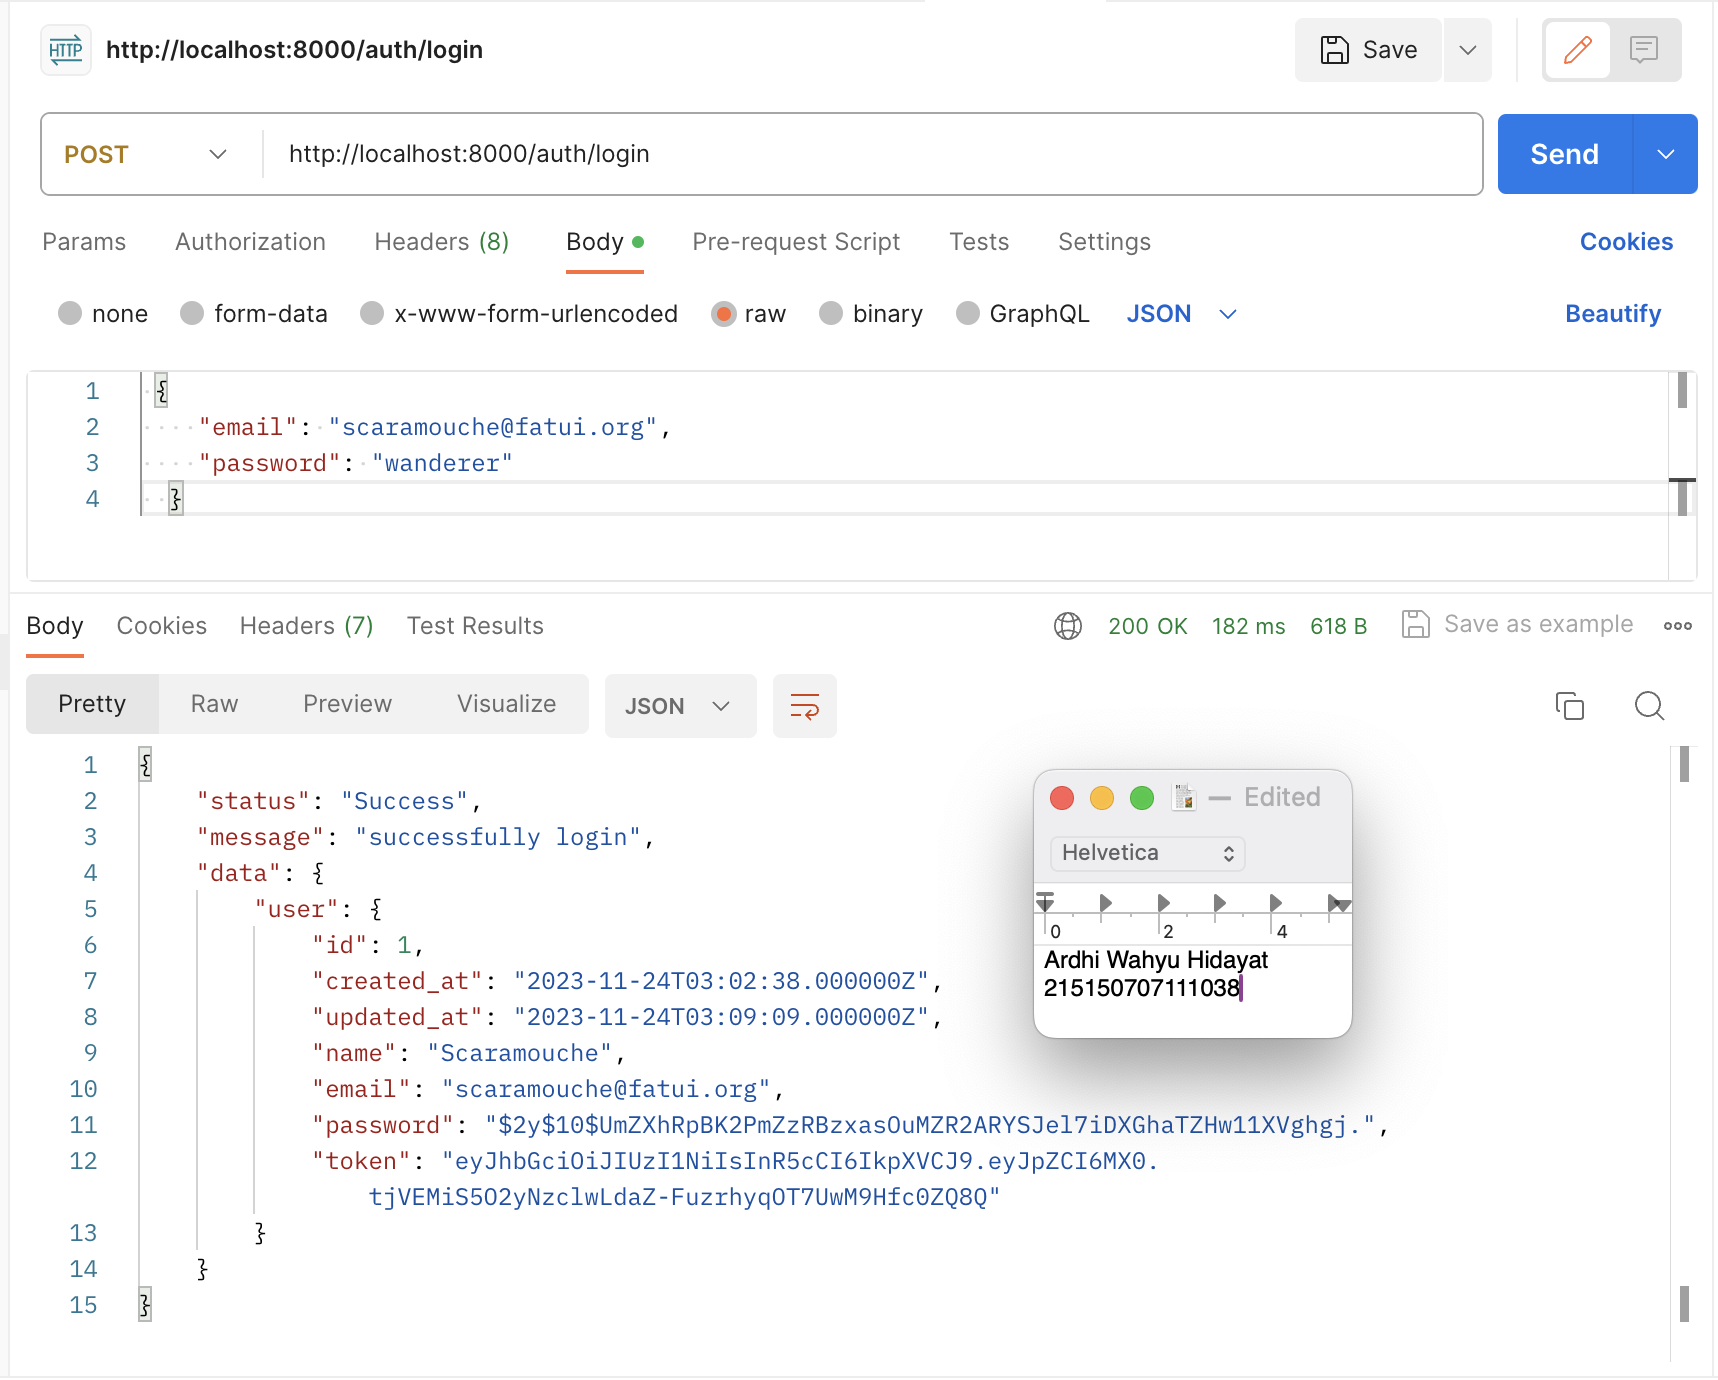 HTTP http://localhost:8000/auth/login Save
POST http://localhost:8000/auth/login Send
Params Authorization Headers (8) Body Pre-request Script Tests Settings Cookies
none form-data x-www-form-urlencoded raw binary GraphQL JSON Beautify
1 {
2 "email": "scaramouche@fatui.org",
3 "password": "wanderer"
4 }
Body Cookies Headers (7) Test Results 200 OK 182 ms 618 B Save as example
Pretty Raw Preview Visualize JSON
1 {
2 "status": "Success",
3 "message": "successfully login",
4 "data": {
5 "user": {
6 "id": 1,
7 "created_at": "2023-11-24T03:02:38.000000Z",
8 "updated_at": "2023-11-24T03:09:09.000000Z",
9 "name": "Scaramouche",
10 "email": "scaramouche@fatui.org",
11 "password": "$2y$10$UmZXhRpBK2PmZzRBzxasOuMZR2ARYSJel7iDXGhaTZHw11XVghgj.",
12 "token": "eyJhbGciOiJIUzI1NiIsInR5cCI6IkpXVCJ9.eyJpZCI6MX0.
tjVEMiS5O2yNzclwLdaZ-FuzrhyqOT7UwM9Hfc0ZQ8Q"
13 }
14 }
15 }
— Edited
Helvetica
0 2 4
Ardhi Wahyu Hidayat
215150707111038